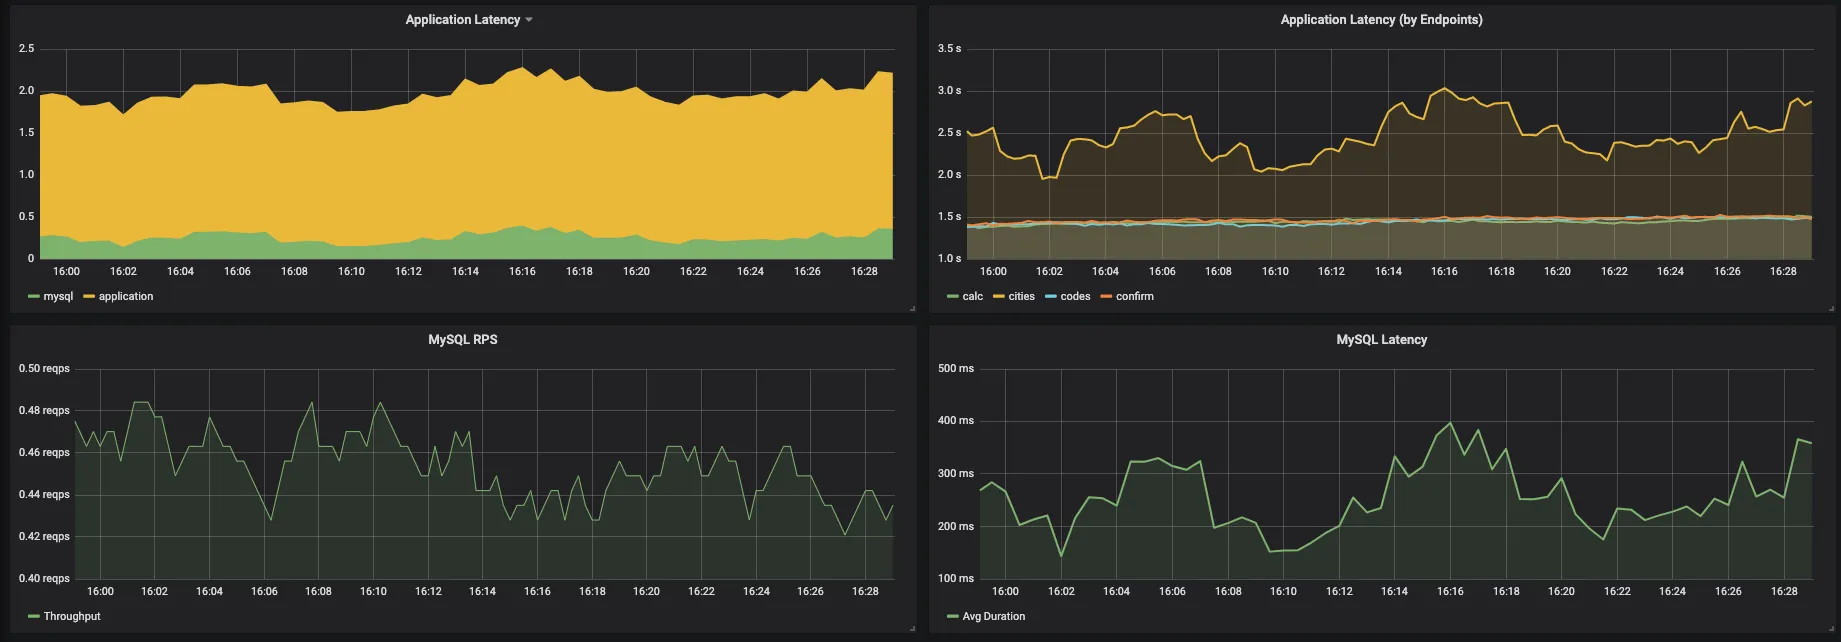 Application Latency
2.5
2.0
1.5
1.0
0.5
0
16:00 16:02 16:04 16:06 16:08 16:10 16:12 16:14 16:16 16:18 16:20 16:22 16:24 16:26 16:28
mysql application
Application Latency (by Endpoints)
3.5 s
3.0 s
2.5 s
2.0 s
1.5 s
1.0 s
16:00 16:02 16:04 16:06 16:08 16:10 16:12 16:14 16:16 16:18 16:20 16:22 16:24 16:26 16:28
calc cities codes confirm
MySQL RPS
0.50 reqps
0.48 reqps
0.46 reqps
0.44 reqps
0.42 reqps
0.40 reqps
16:00 16:02 16:04 16:06 16:08 16:10 16:12 16:14 16:16 16:18 16:20 16:22 16:24 16:26 16:28
Throughput
MySQL Latency
500 ms
400 ms
300 ms
200 ms
100 ms
16:00 16:02 16:04 16:06 16:08 16:10 16:12 16:14 16:16 16:18 16:20 16:22 16:24 16:26 16:28
Avg Duration